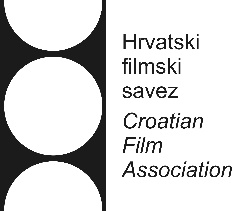 Hrvatski
filmski
savez
Croatian
Film
Association